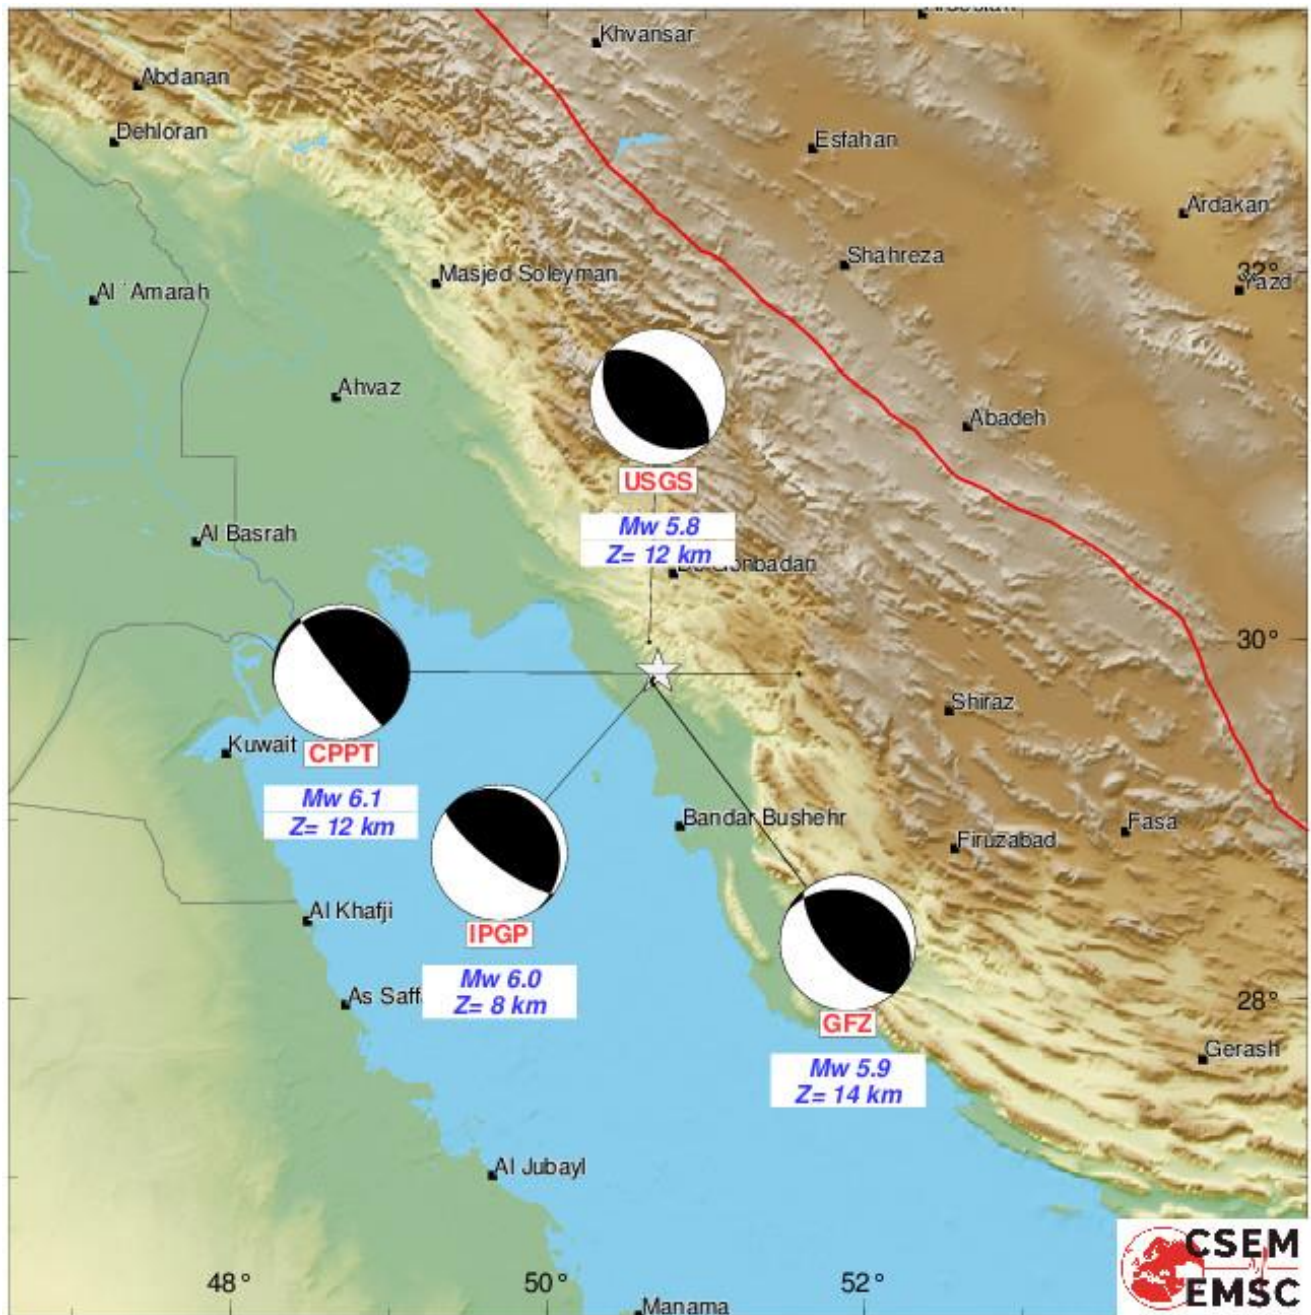 Khvansar
Abdanan
Dehloran
Esfahan
Ardakan
Shahreza
32°
Yazd
Masjed Soleyman
Al `Amarah
Ahvaz
Abadeh
USGS
Mw 5.8
Z= 12 km
Al Basrah
Gonbadan
30°
Shiraz
Kuwait
CPPT
Mw 6.1
Z= 12 km
Bandar Bushehr
Fasa
Firuzabad
Al Khafji
IPGP
Mw 6.0
Z= 8 km
As Saff
28°
GFZ
Mw 5.9
Z= 14 km
Gerash
Al Jubayl
CSEM
EMSC
48°
50°
52°
Manama